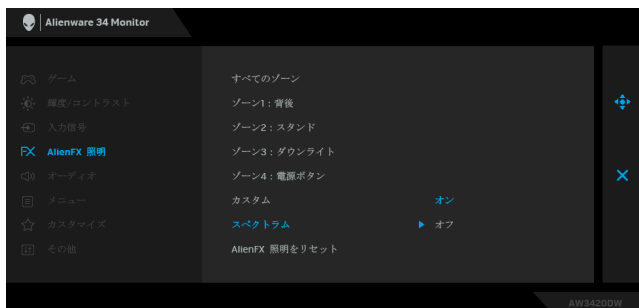 Alienware 34 Monitor
ゲーム
輝度/コントラスト
入力信号
AlienFX 照明
オーディオ
メニュー
カスタマイズ
その他
すべてのゾーン
ゾーン1：背後
ゾーン2：スタンド
ゾーン3：ダウンライト
ゾーン4：電源ボタン
カスタム オン
スペクトラム オフ
AlienFX 照明をリセット
AW3420DW